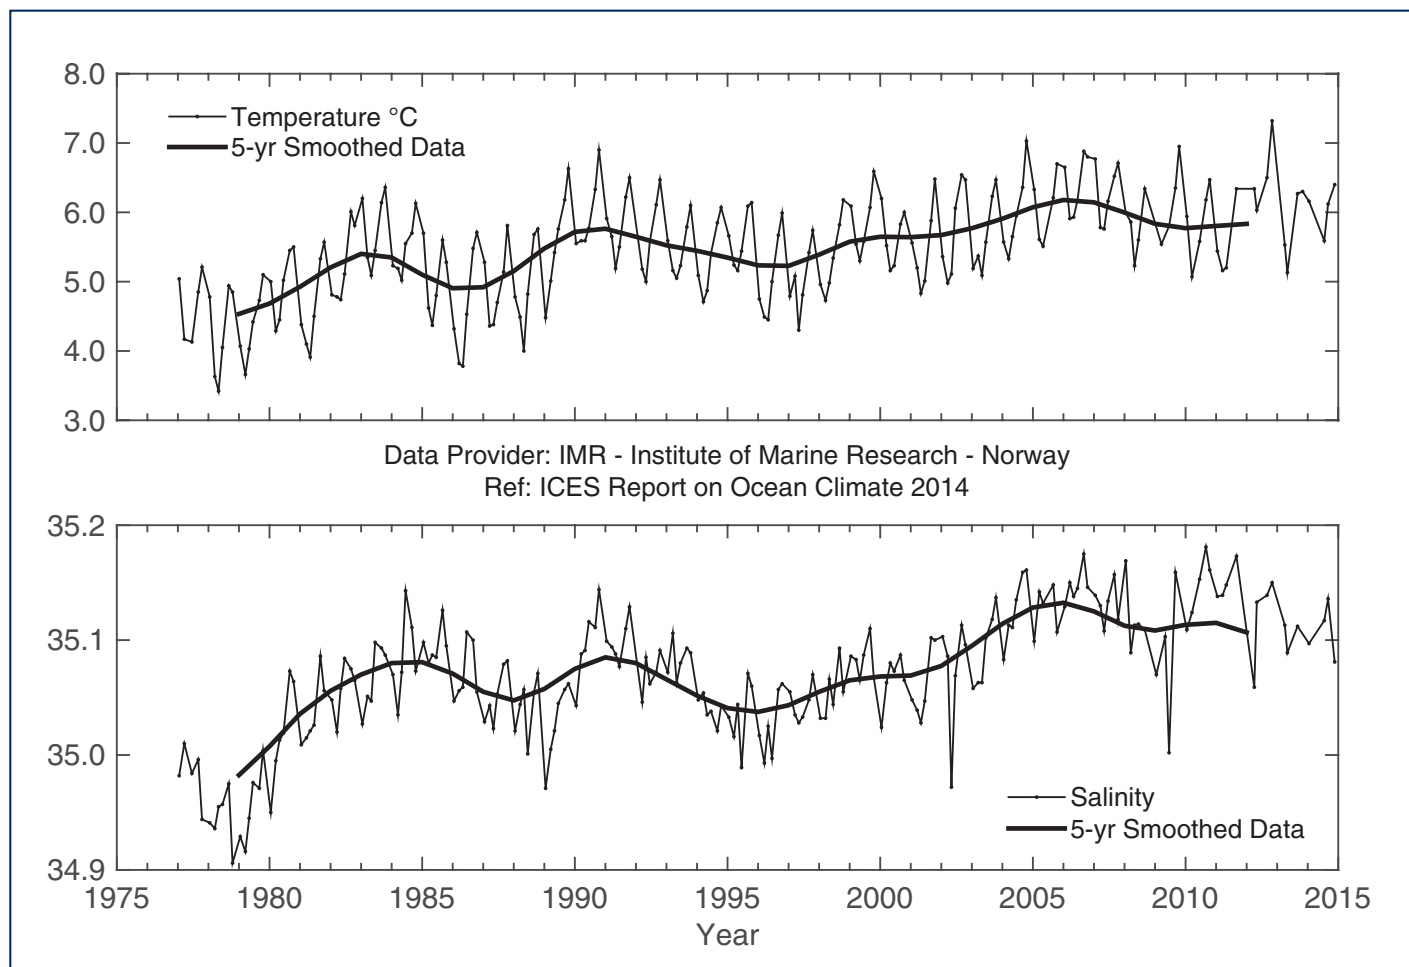 8.0
7.0
6.0
5.0
4.0
3.0
Temperature °C
5-yr Smoothed Data
Data Provider: IMR - Institute of Marine Research - Norway
Ref: ICES Report on Ocean Climate 2014
35.2
35.1
35.0
34.9
Salinity
5-yr Smoothed Data
1975 1980 1985 1990 1995 2000 2005 2010 2015
Year